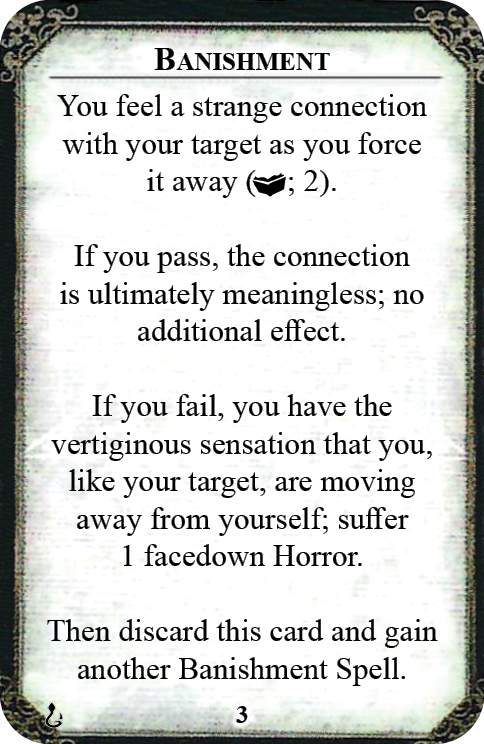 BANISHMENT
You feel a strange connection
with your target as you force
it away (; 2).
If you pass, the connection
is ultimately meaningless; no
additional effect.
If you fail, you have the
vertiginous sensation that you,
like your target, are moving
away from yourself; suffer
1 facedown Horror.
Then discard this card and gain
another Banishment Spell.
3